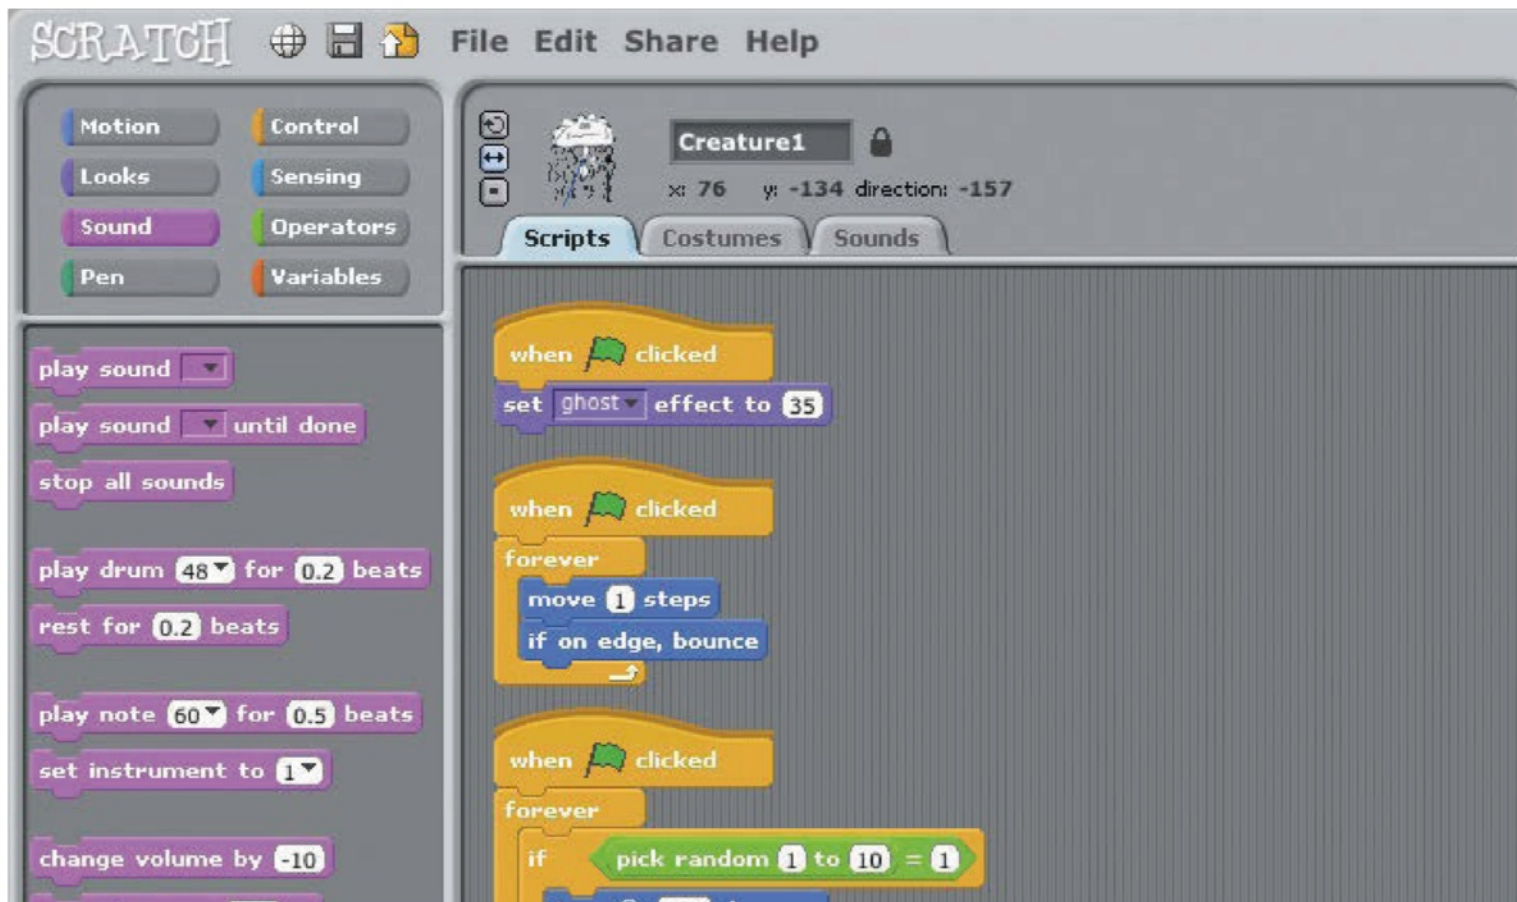 SCRATCH File Edit Share Help
Motion Control
Looks Sensing
Sound Operators
Pen Variables
play sound
play sound until done
stop all sounds
play drum 48 for 0.2 beats
rest for 0.2 beats
play note 60 for 0.5 beats
set instrument to 1
change volume by -10
Creature1
x: 76 y: -134 direction: -157
Scripts Costumes Sounds
when clicked
set ghost effect to 35
when clicked
forever
move 1 steps
if on edge, bounce
when clicked
forever
if pick random 1 to 10 = 1